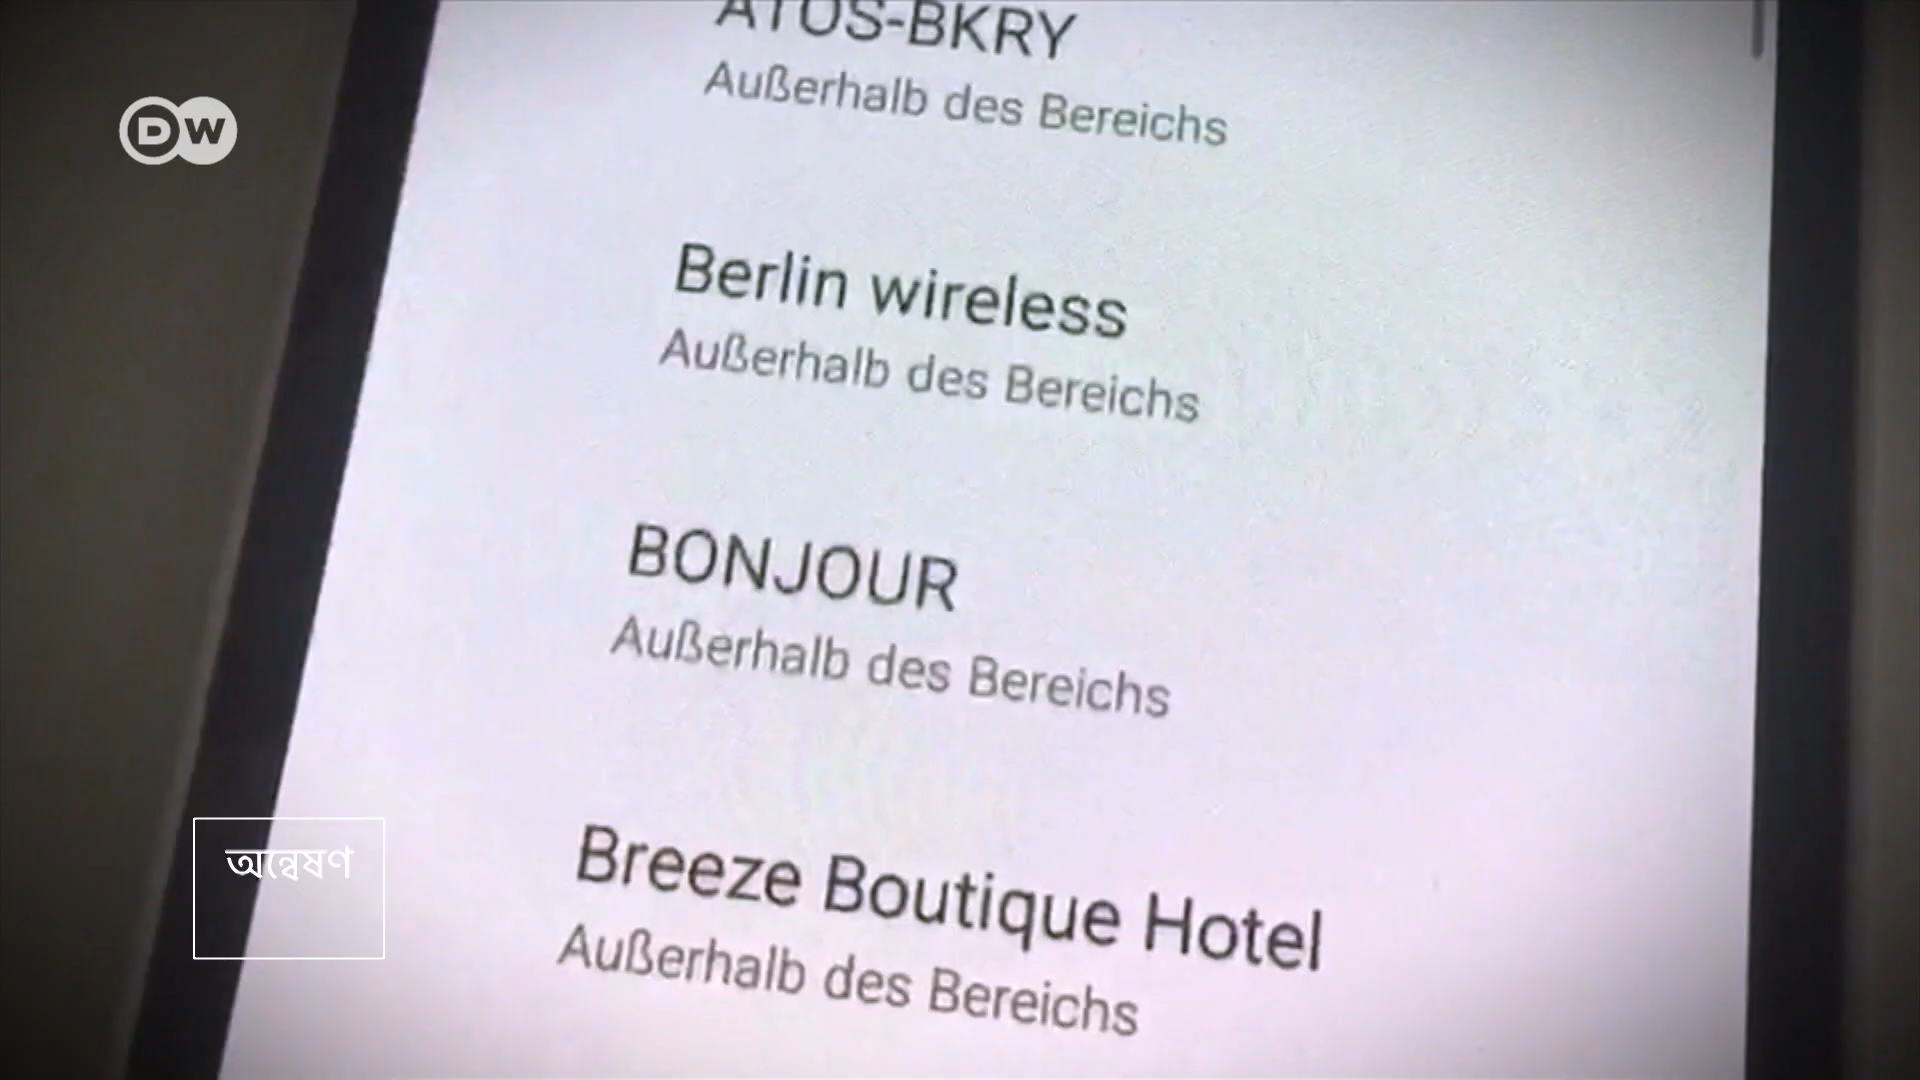 ATUS-BKRY
Außerhalb des Bereichs
DW
Berlin wireless
Außerhalb des Bereichs
BONJOUR
Außerhalb des Bereichs
Breeze Boutique Hotel
অন্বেষণ
Außerhalb des Bereichs